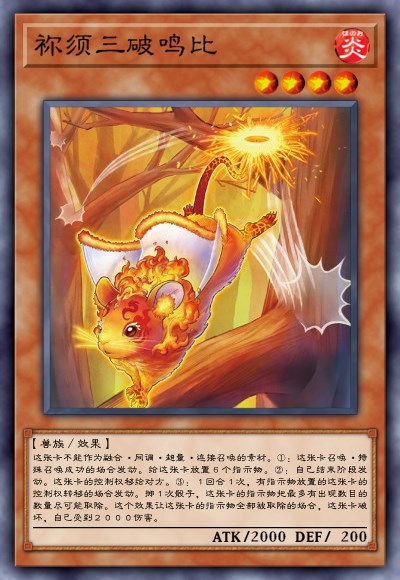 祢须三破鸣比
ほのお
炎
【兽族／效果】
这张卡不能作为融合·同调·超量·连接召唤的素材。①：这张卡召唤·特
殊召唤成功的场合发动。给这张卡放置６个指示物。②：自己结束阶段发
动。这张卡的控制权移给对方。③：１回合１次，有指示物放置的这张卡的
控制权转移的场合发动。掷１次骰子，这张卡的指示物把最多有出现数目的
数量尽可能取除。这个效果让这张卡的指示物全部被取除的场合，这张卡破
坏，自己受到２０００伤害。
ATK/2000 DEF/ 200